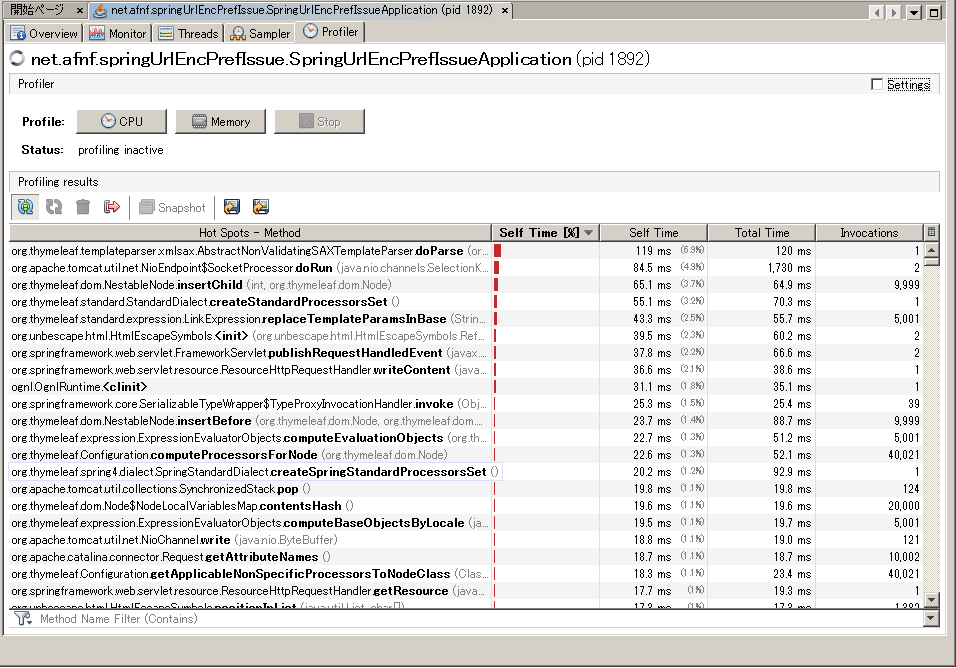 開始ページ × net.afnf.springUrlEncPrefIssue.SpringUrlEncPrefIssueApplication (pid 1892) ×
Overview Monitor Threads Sampler Profiler
net.afnf.springUrlEncPrefIssue.SpringUrlEncPrefIssueApplication (pid 1892)
Profiler Settings
Profile: CPU Memory Stop
Status: profiling inactive
Profiling results
Snapshot
Hot Spots - Method Self Time [%] Self Time Total Time Invocations
org.thymeleaf.templateparser.xmlsax.AbstractNonValidatingSAXTemplateParser.doParse (or... 119 ms (6.9%) 120 ms 1
org.apache.tomcat.util.net.NioEndpoint$SocketProcessor.doRun (java.nio.channels.SelectionK... 84.5 ms (4.9%) 1,730 ms 2
org.thymeleaf.dom.NestableNode.insertChild (int, org.thymeleaf.dom.Node) 65.1 ms (3.7%) 64.9 ms 9,999
org.thymeleaf.standard.StandardDialect.createStandardProcessorsSet () 55.1 ms (3.2%) 70.3 ms 1
org.thymeleaf.standard.expression.LinkExpression.replaceTemplateParamsInBase (Strin... 43.3 ms (2.5%) 55.7 ms 5,001
org.unbescape.html.HtmlEscapeSymbols.<init> (org.unbescape.html.HtmlEscapeSymbols.Ref... 39.5 ms (2.3%) 60.2 ms 2
org.springframework.web.servlet.FrameworkServlet.publishRequestHandledEvent (javax.... 37.8 ms (2.2%) 66.6 ms 2
org.springframework.web.servlet.resource.ResourceHttpRequestHandler.writeContent (java... 36.6 ms (2.1%) 38.6 ms 1
ognl.OgnlRuntime.<clinit> 31.1 ms (1.8%) 35.1 ms 1
org.springframework.core.SerializableTypeWrapper$TypeProxyInvocationHandler.invoke (Obj... 25.3 ms (1.5%) 25.4 ms 39
org.thymeleaf.dom.NestableNode.insertBefore (org.thymeleaf.dom.Node, org.thymeleaf.dom.... 23.7 ms (1.4%) 88.7 ms 9,999
org.thymeleaf.expression.ExpressionEvaluatorObjects.computeEvaluationObjects (org.th... 22.7 ms (1.3%) 51.2 ms 5,001
org.thymeleaf.Configuration.computeProcessorsForNode (org.thymeleaf.dom.Node) 22.6 ms (1.3%) 52.1 ms 40,021
org.thymeleaf.spring4.dialect.SpringStandardDialect.createSpringStandardProcessorsSet () 20.2 ms (1.2%) 92.9 ms 1
org.apache.tomcat.util.collections.SynchronizedStack.pop () 19.8 ms (1.1%) 19.8 ms 124
org.thymeleaf.dom.Node$NodeLocalVariablesMap.contentsHash () 19.6 ms (1.1%) 19.6 ms 20,000
org.thymeleaf.expression.ExpressionEvaluatorObjects.computeBaseObjectsByLocale (ja... 19.5 ms (1.1%) 19.7 ms 5,001
org.apache.tomcat.util.net.NioChannel.write (java.nio.ByteBuffer) 18.8 ms (1.1%) 19.0 ms 121
org.apache.catalina.connector.Request.getAttributeNames () 18.7 ms (1.1%) 18.7 ms 10,002
org.thymeleaf.Configuration.getApplicableNonSpecificProcessorsToNodeClass (Clas... 18.3 ms (1.1%) 23.4 ms 40,021
org.springframework.web.servlet.resource.ResourceHttpRequestHandler.getResource (java... 17.7 ms (1%) 19.3 ms 1
org.unbescape.html.HtmlEscapeSymbols.positionInList (java.util.List, char[]) 17.3 ms (1%) 17.3 ms
Method Name Filter (Contains)